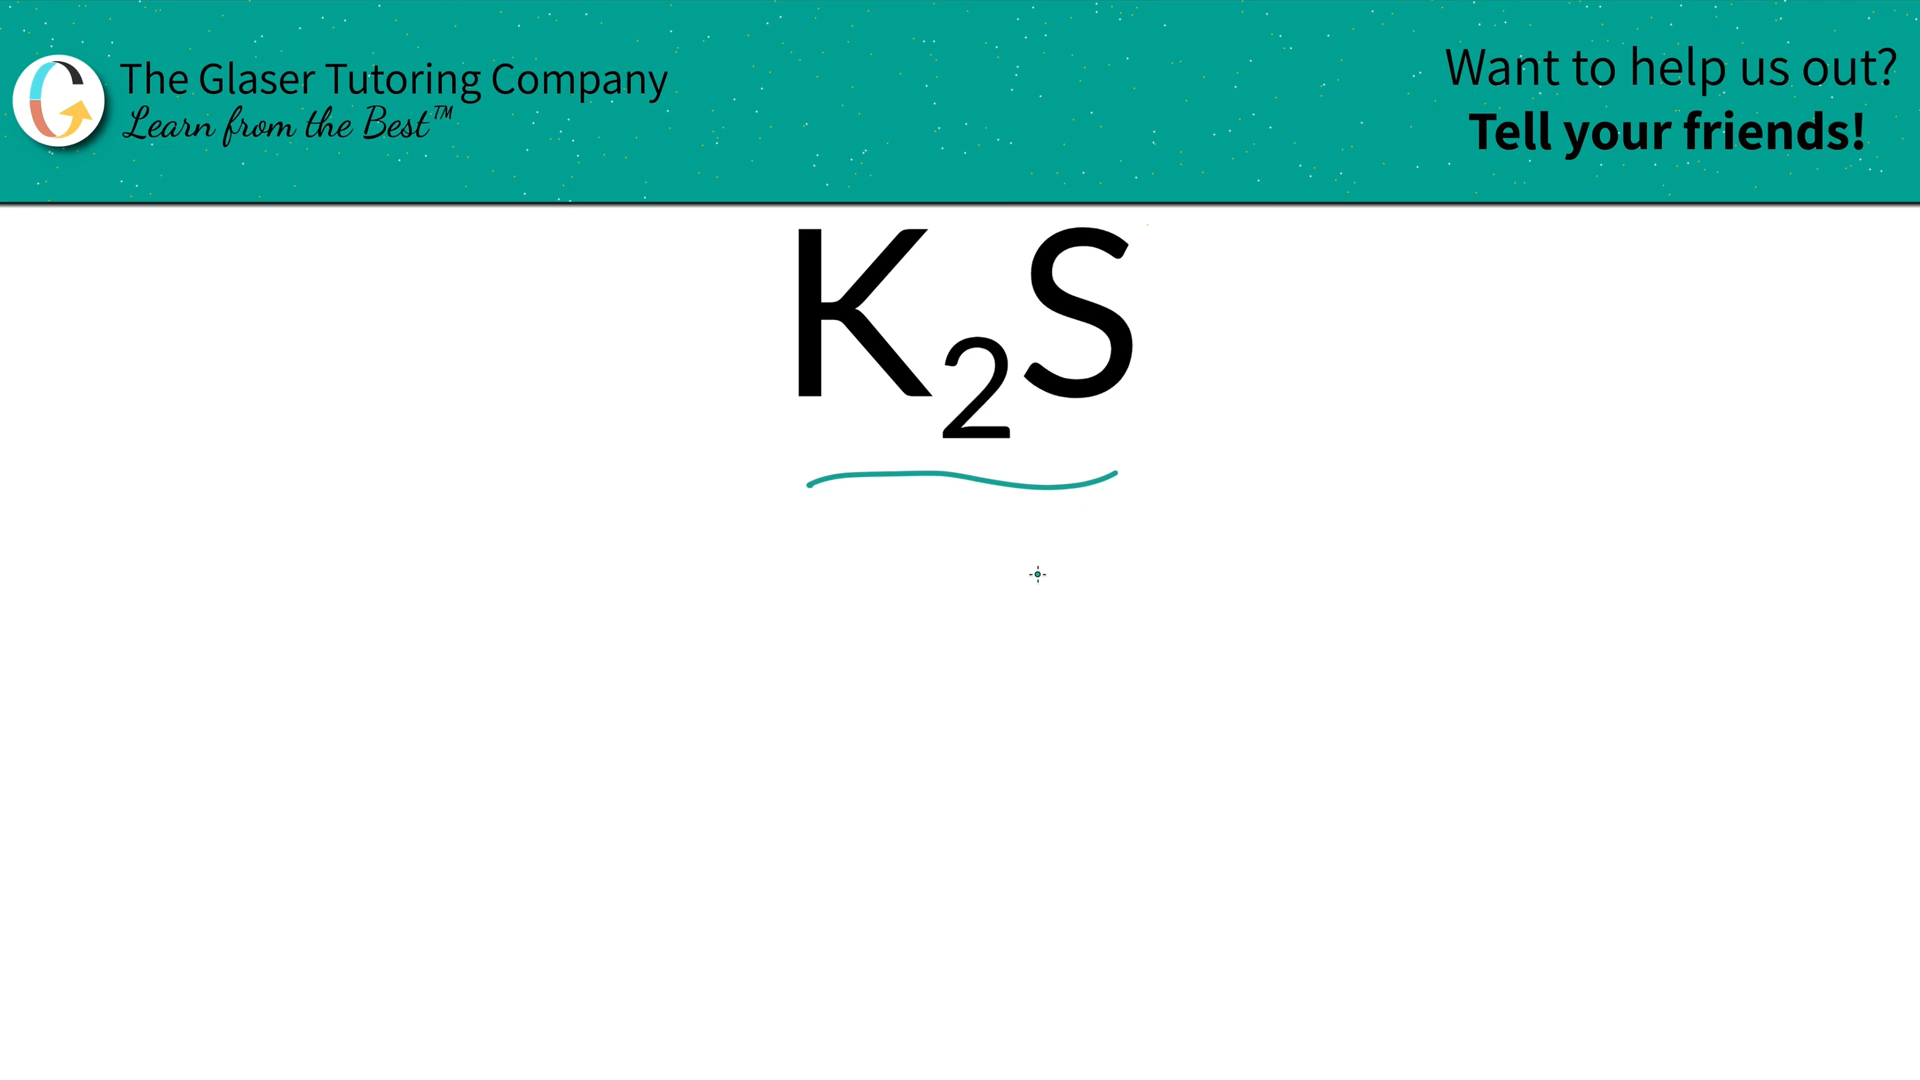 The Glaser Tutoring Company
Learn from the Best™
Want to help us out?
Tell your friends!
K₂S